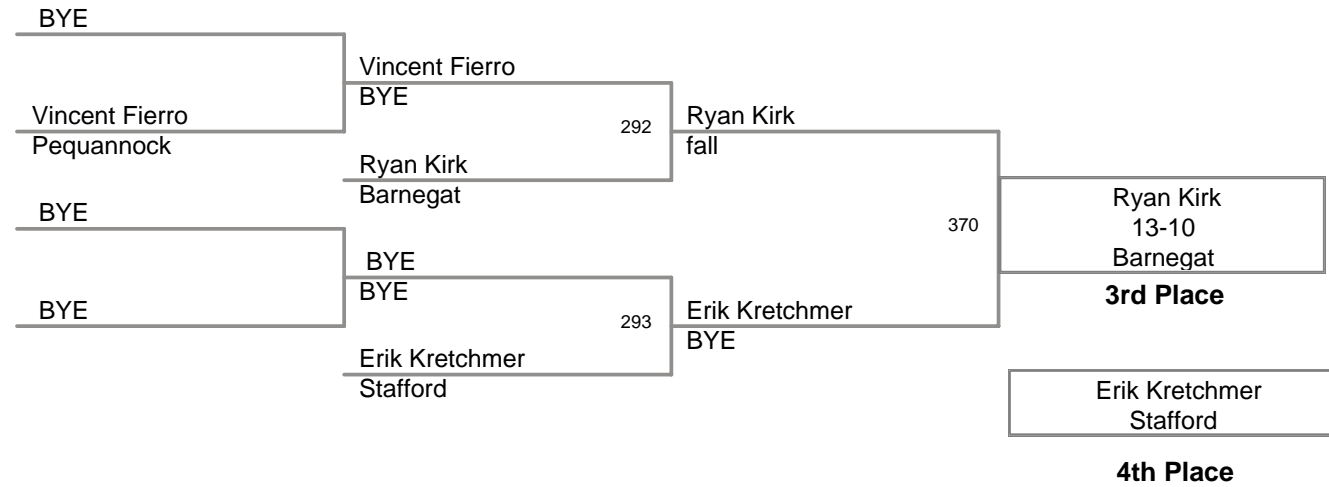 BYE
Vincent Fierro
BYE
Vincent Fierro
Pequannock
292
Ryan Kirk
fall
Ryan Kirk
Barnegat
BYE
370
Ryan Kirk
13-10
Barnegat
3rd Place
BYE
BYE
BYE
293
Erik Kretchmer
BYE
Erik Kretchmer
Stafford
Erik Kretchmer
Stafford
4th Place